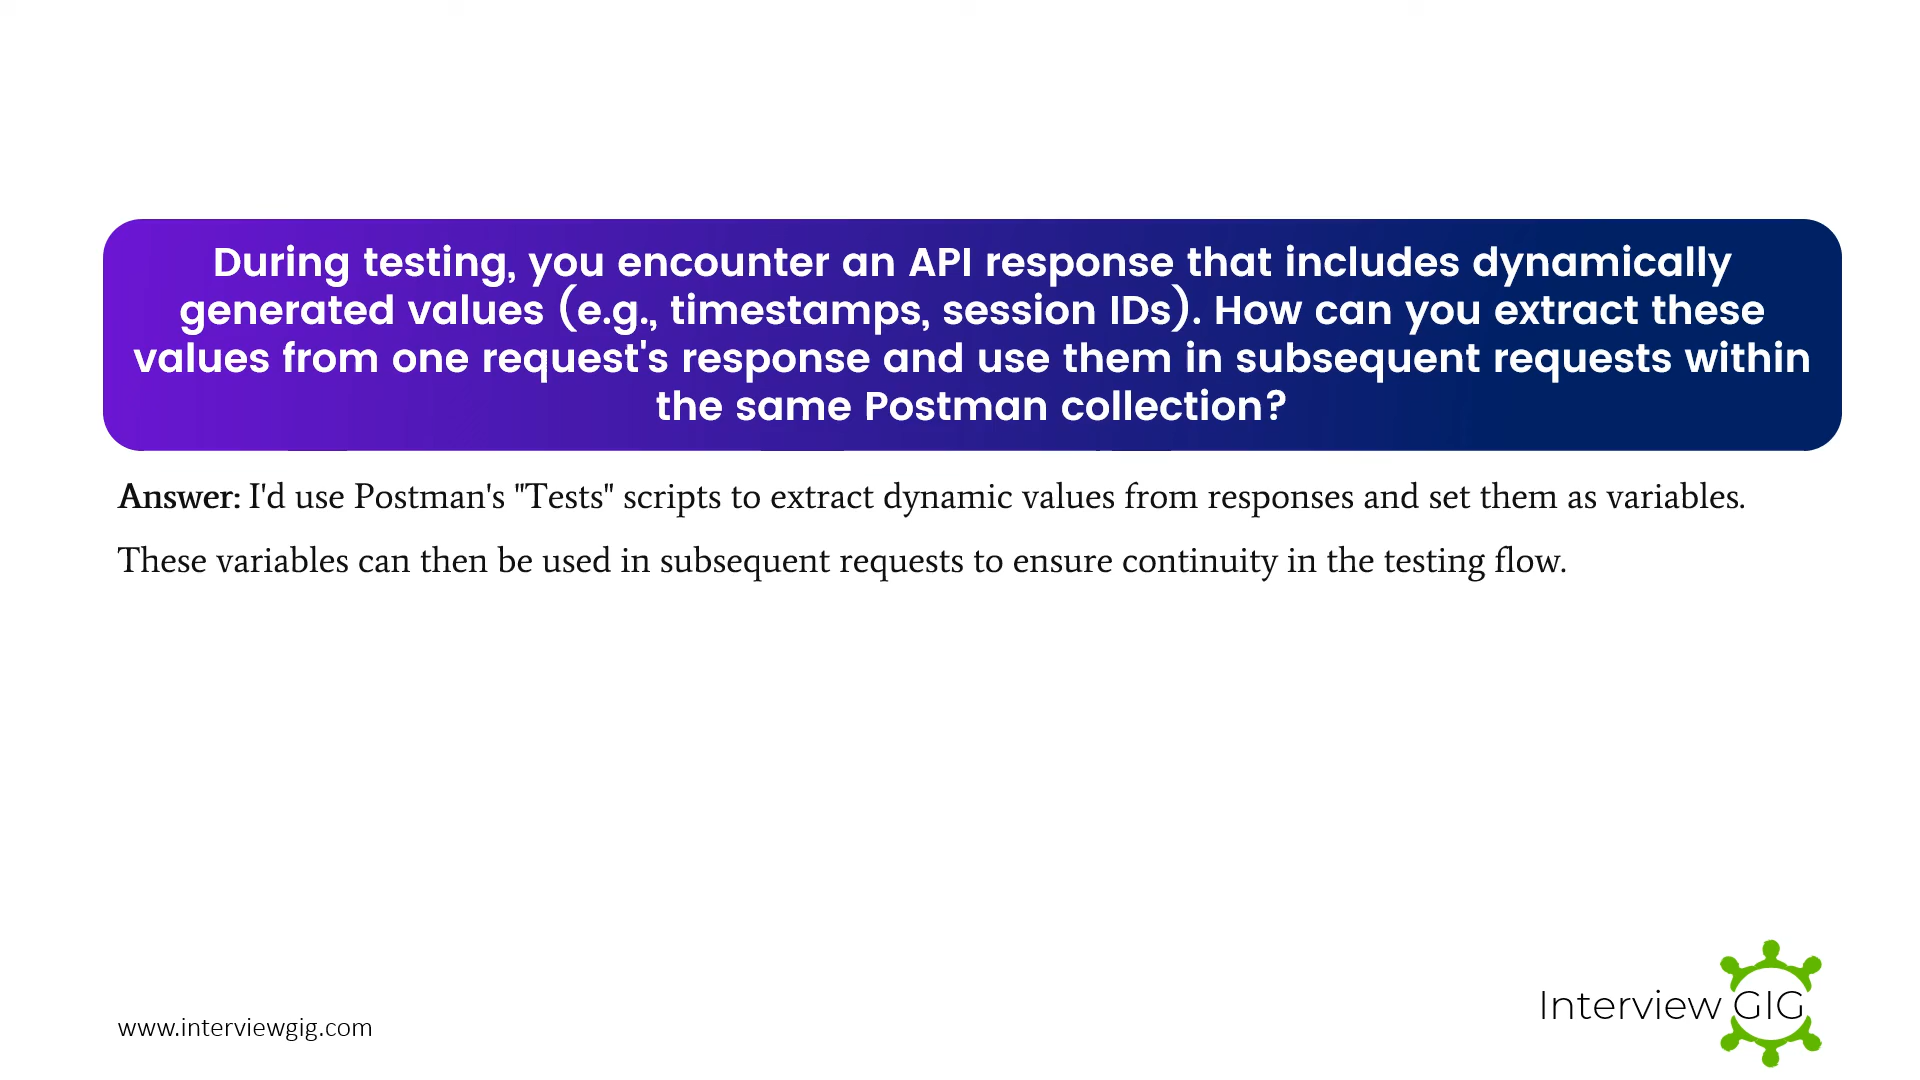 During testing, you encounter an API response that includes dynamically
generated values (e.g., timestamps, session IDs). How can you extract these
values from one request's response and use them in subsequent requests within
the same Postman collection?
Answer: I'd use Postman's "Tests" scripts to extract dynamic values from responses and set them as variables.
These variables can then be used in subsequent requests to ensure continuity in the testing flow.
www.interviewgig.com
Interview GIG